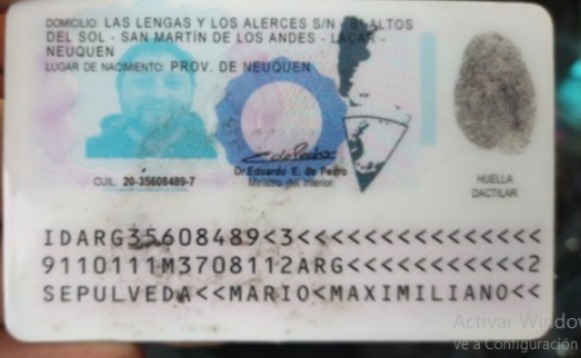 DOMICILIO: LAS LENGAS Y LOS ALERCES S/N B° ALTOS
DEL SOL - SAN MARTÍN DE LOS ANDES - LACAR -
NEUQUEN
LUGAR DE NACIMIENTO: PROV. DE NEUQUEN
CUIL: 20-35608489-7
Dr. Eduardo E. de Pedro
Ministro del Interior
HUELLA
DACTILAR
IDARG35608489<3<<<<<<<<<<<<<<<
9110111M3708112ARG<<<<<<<<<<<2
SEPULVEDA<<MARIO<MAXIMILIANO<<
Activar Window
Ve a Configuración